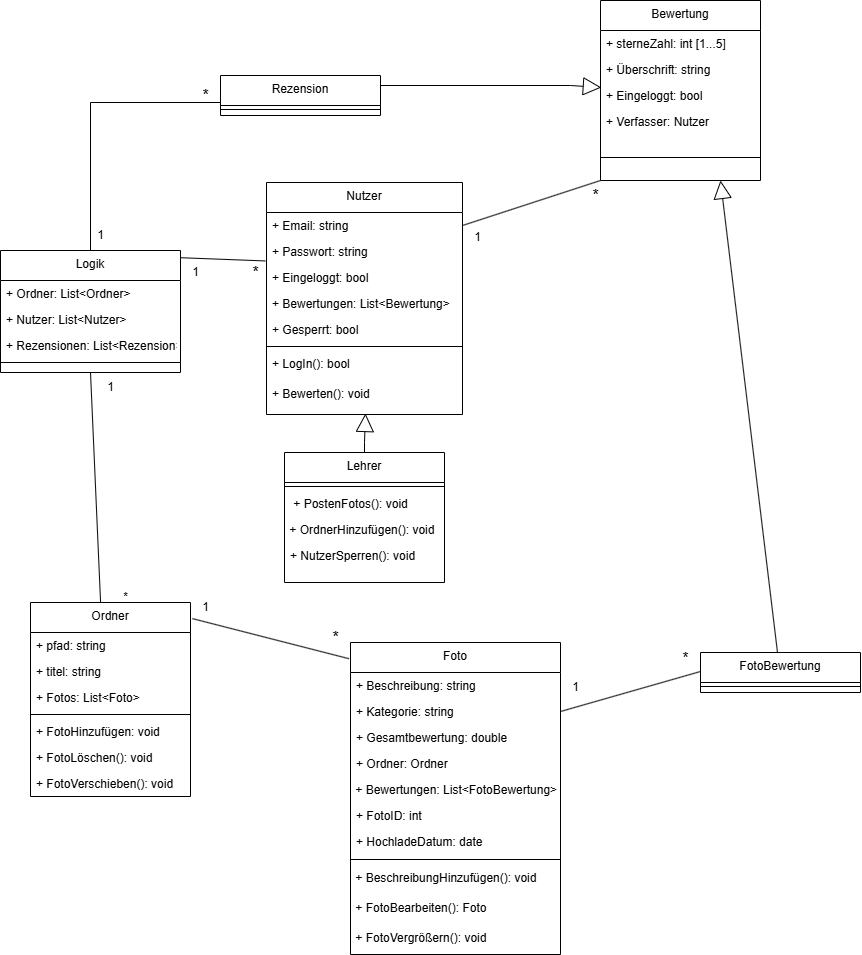 Bewertung
+ sterneZahl: int [1...5]
+ Überschrift: string
+ Eingeloggt: bool
+ Verfasser: Nutzer
*
Rezension
*
1
Nutzer
+ Email: string
+ Passwort: string
+ Eingeloggt: bool
+ Bewertungen: List<Bewertung>
+ Gesperrt: bool
+ LogIn(): bool
+ Bewerten(): void
1
1
*
Logik
+ Ordner: List<Ordner>
+ Nutzer: List<Nutzer>
+ Rezensionen: List<Rezension
1
Lehrer
+ PostenFotos(): void
+ OrdnerHinzufügen(): void
+ NutzerSperren(): void
*
Ordner
+ pfad: string
+ titel: string
+ Fotos: List<Foto>
+ FotoHinzufügen: void
+ FotoLöschen(): void
+ FotoVerschieben(): void
1
*
Foto
+ Beschreibung: string
+ Kategorie: string
+ Gesamtbewertung: double
+ Ordner: Ordner
+ Bewertungen: List<FotoBewertung>
+ FotoID: int
+ HochladeDatum: date
+ BeschreibungHinzufügen(): void
+ FotoBearbeiten(): Foto
+ FotoVergrößern(): void
1
*
FotoBewertung